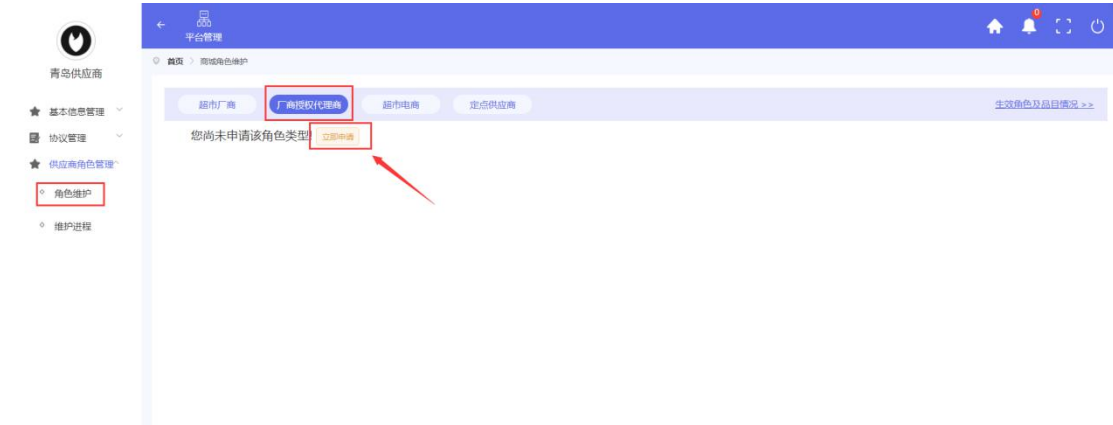 平台管理
0
青岛供应商
首页 〉 商城角色维护
基本信息管理
协议管理
供应商角色管理
角色维护
维护进程
超市厂商
厂商授权代理商
超市电商
定点供应商
生效角色及品目情况 >>
您尚未申请该角色类型! 立即申请